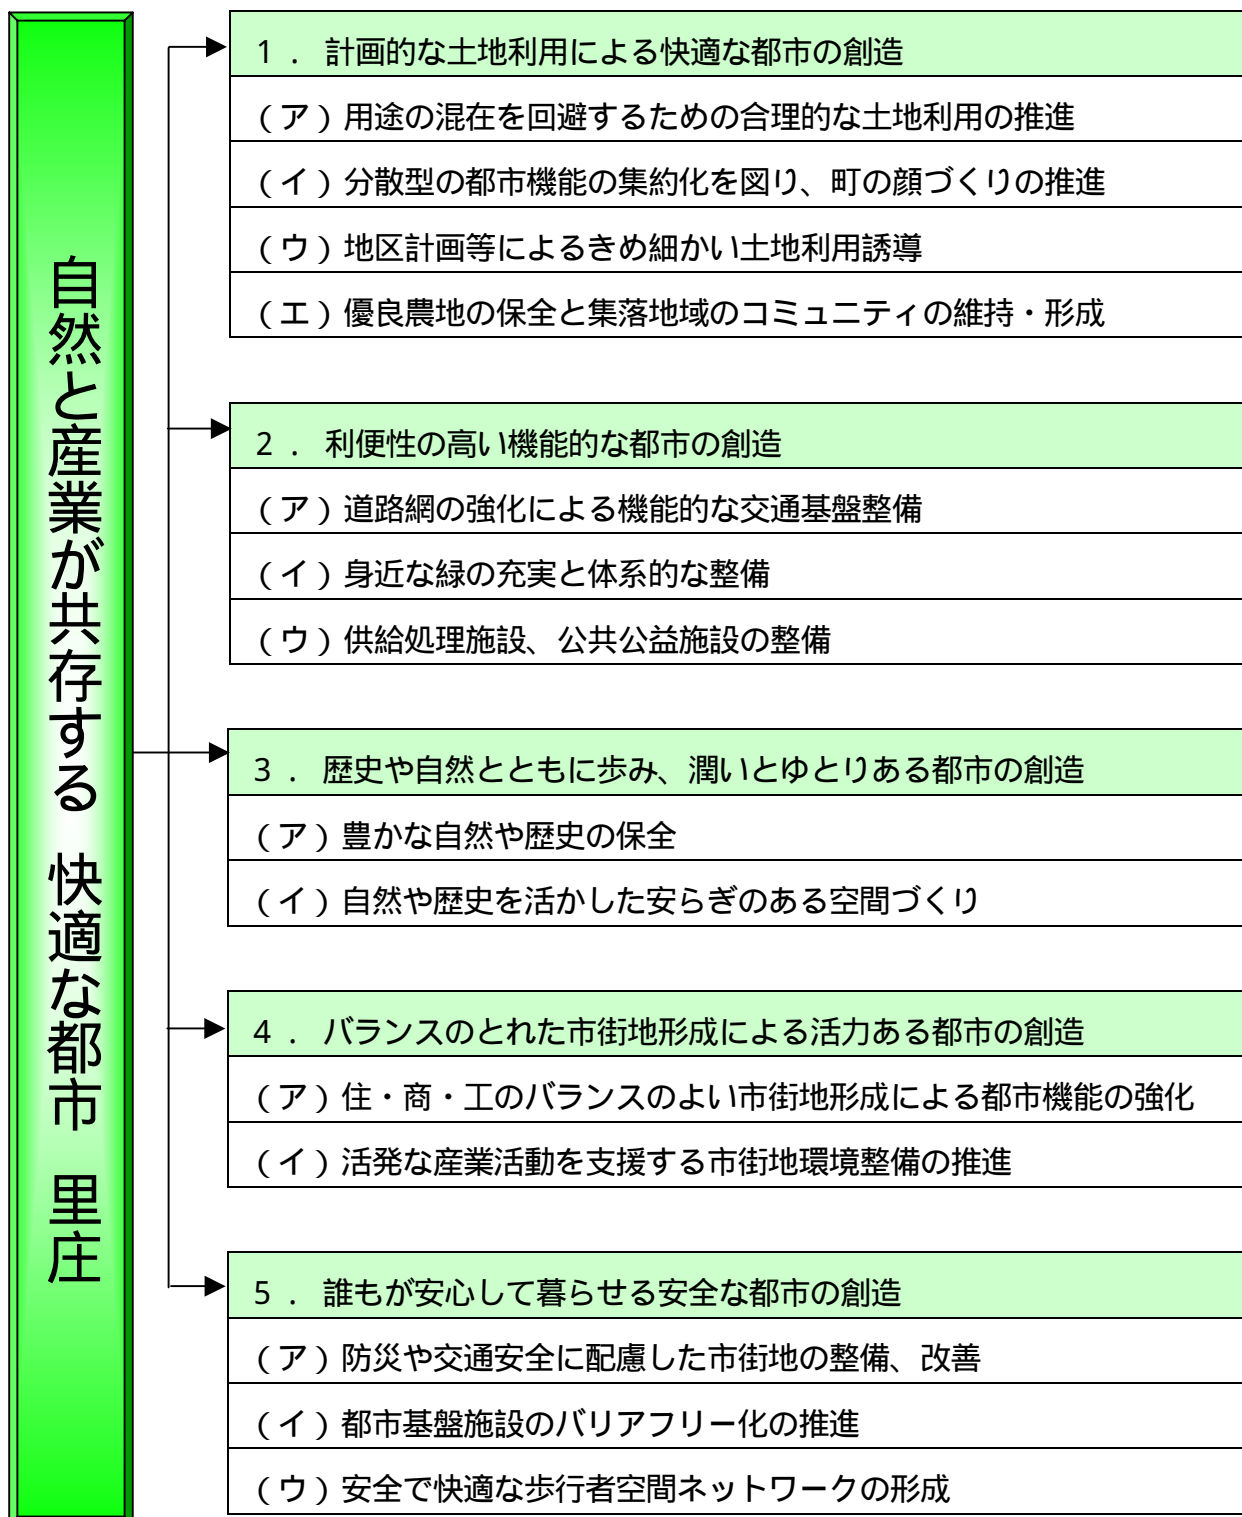 自然と産業が共存する　快適な都市　里庄
１．計画的な土地利用による快適な都市の創造
（ア）用途の混在を回避するための合理的な土地利用の推進
（イ）分散型の都市機能の集約化を図り、町の顔づくりの推進
（ウ）地区計画等によるきめ細かい土地利用誘導
（エ）優良農地の保全と集落地域のコミュニティの維持・形成
２．利便性の高い機能的な都市の創造
（ア）道路網の強化による機能的な交通基盤整備
（イ）身近な緑の充実と体系的な整備
（ウ）供給処理施設、公共公益施設の整備
３．歴史や自然とともに歩み、潤いとゆとりある都市の創造
（ア）豊かな自然や歴史の保全
（イ）自然や歴史を活かした安らぎのある空間づくり
４．バランスのとれた市街地形成による活力ある都市の創造
（ア）住・商・工のバランスのよい市街地形成による都市機能の強化
（イ）活発な産業活動を支援する市街地環境整備の推進
５．誰もが安心して暮らせる安全な都市の創造
（ア）防災や交通安全に配慮した市街地の整備、改善
（イ）都市基盤施設のバリアフリー化の推進
（ウ）安全で快適な歩行者空間ネットワークの形成